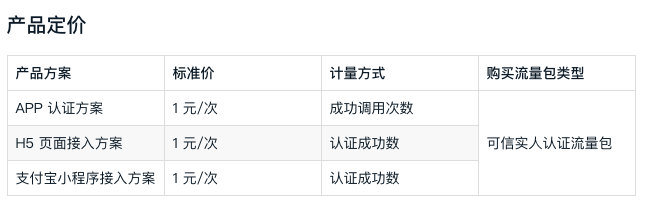 产品定价
产品方案 标准价 计量方式 购买流量包类型
APP 认证方案 1 元/次 成功调用次数
H5 页面接入方案 1 元/次 认证成功数 可信实人认证流量包
支付宝小程序接入方案 1 元/次 认证成功数